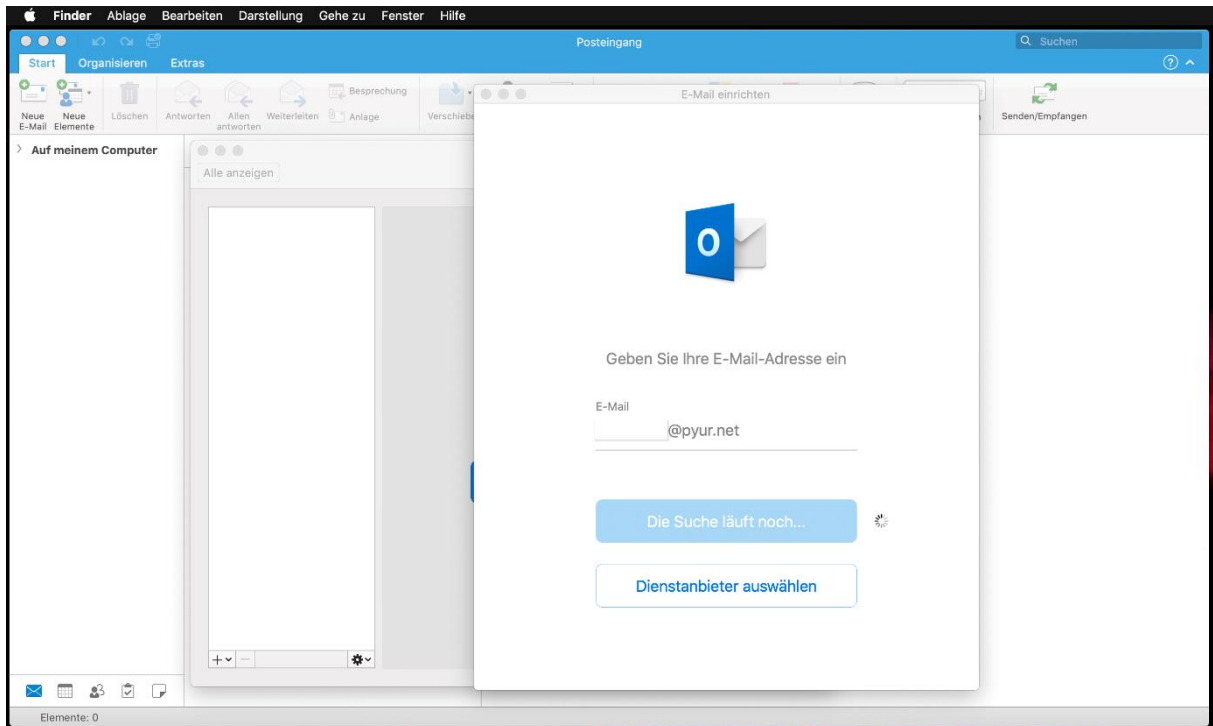 Finder Ablage Bearbeiten Darstellung Gehe zu Fenster Hilfe
Posteingang
Suchen
Start Organisieren Extras
?
Neue E-Mail
Neue Elemente
Löschen
Antworten
Allen antworten
Weiterleiten
Besprechung
Anlage
Senden/Empfangen
Auf meinem Computer
Alle anzeigen
E-Mail einrichten
O
Geben Sie Ihre E-Mail-Adresse ein
E-Mail
@pyur.net
Die Suche läuft noch...
Dienstanbieter auswählen
Elemente: 0